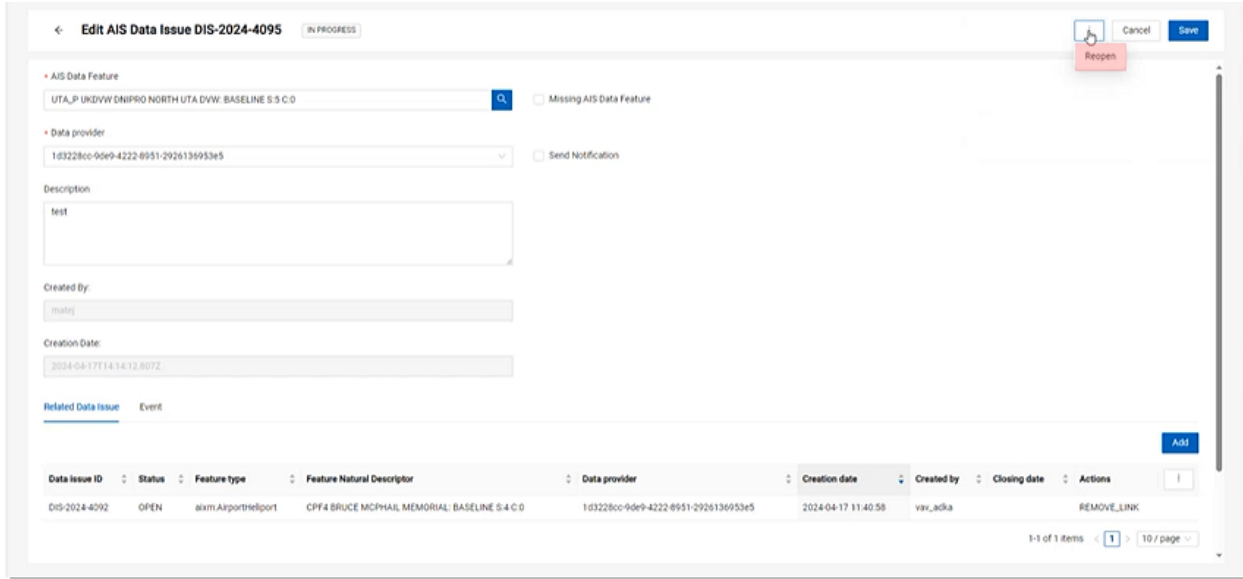 Edit AIS Data Issue DIS-2024-4095 IN PROGRESS Cancel Save
Reopen
* AIS Data Feature
UTA_P UKDVW DNIPRO NORTH UTA DVW: BASELINE S:5 C:0 Missing AIS Data Feature
* Data provider
1d3228cc-9de9-4222-8951-2926136953e5 Send Notification
Description
test
Created By:
matej
Creation Date:
2024-04-17T14:14:12.807Z
Related Data Issue Event
Add
Data issue ID Status Feature type Feature Natural Descriptor Data provider Creation date Created by Closing date Actions
DIS-2024-4092 OPEN aixm.AirportHeliport CPF4 BRUCE MCPHAIL MEMORIAL: BASELINE S:4 C:0 1d3228cc-9de9-4222-8951-2926136953e5 2024-04-17 11:40:58 vav_adka REMOVE_LINK
1-1 of 1 items < 1 > 10 / page